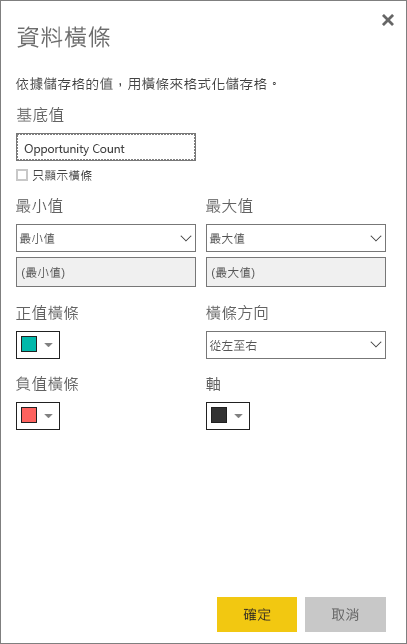 資料橫條
依據儲存格的值，用橫條來格式化儲存格。
基底值
Opportunity Count
只顯示橫條
最小值 最大值
最小值 最大值
(最小值) (最大值)
正值橫條 橫條方向
從左至右
負值橫條 軸
確定 取消